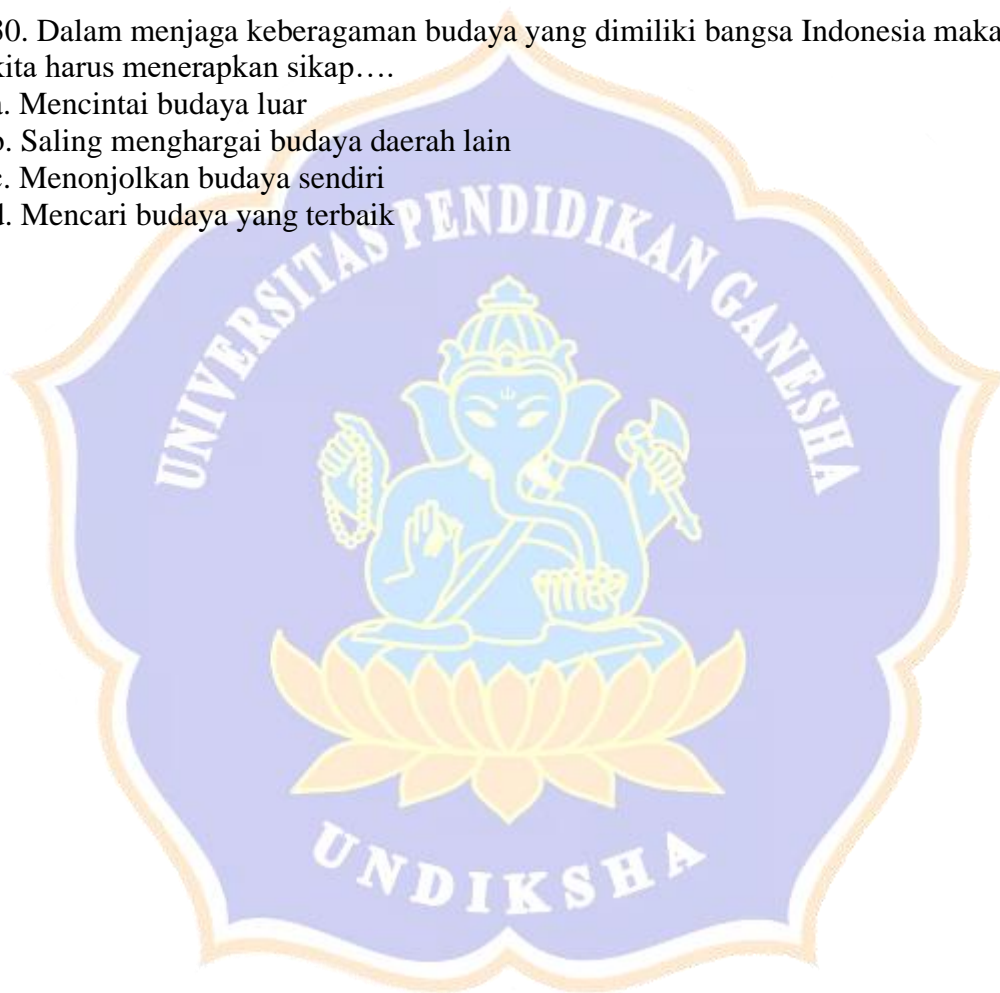 30. Dalam menjaga keberagaman budaya yang dimiliki bangsa Indonesia maka
kita harus menerapkan sikap….
a. Mencintai budaya luar
b. Saling menghargai budaya daerah lain
c. Menonjolkan budaya sendiri
d. Mencari budaya yang terbaik
UNIVERSITAS PENDIDIKAN GANESHA
UNDIKSHA